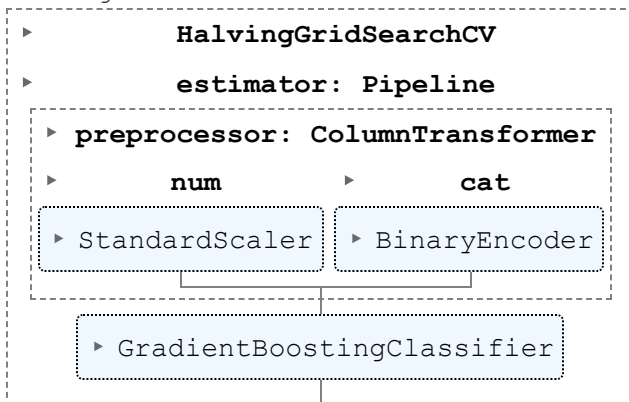 HalvingGridSearchCV
estimator: Pipeline
preprocessor: ColumnTransformer
num cat
StandardScaler BinaryEncoder
GradientBoostingClassifier